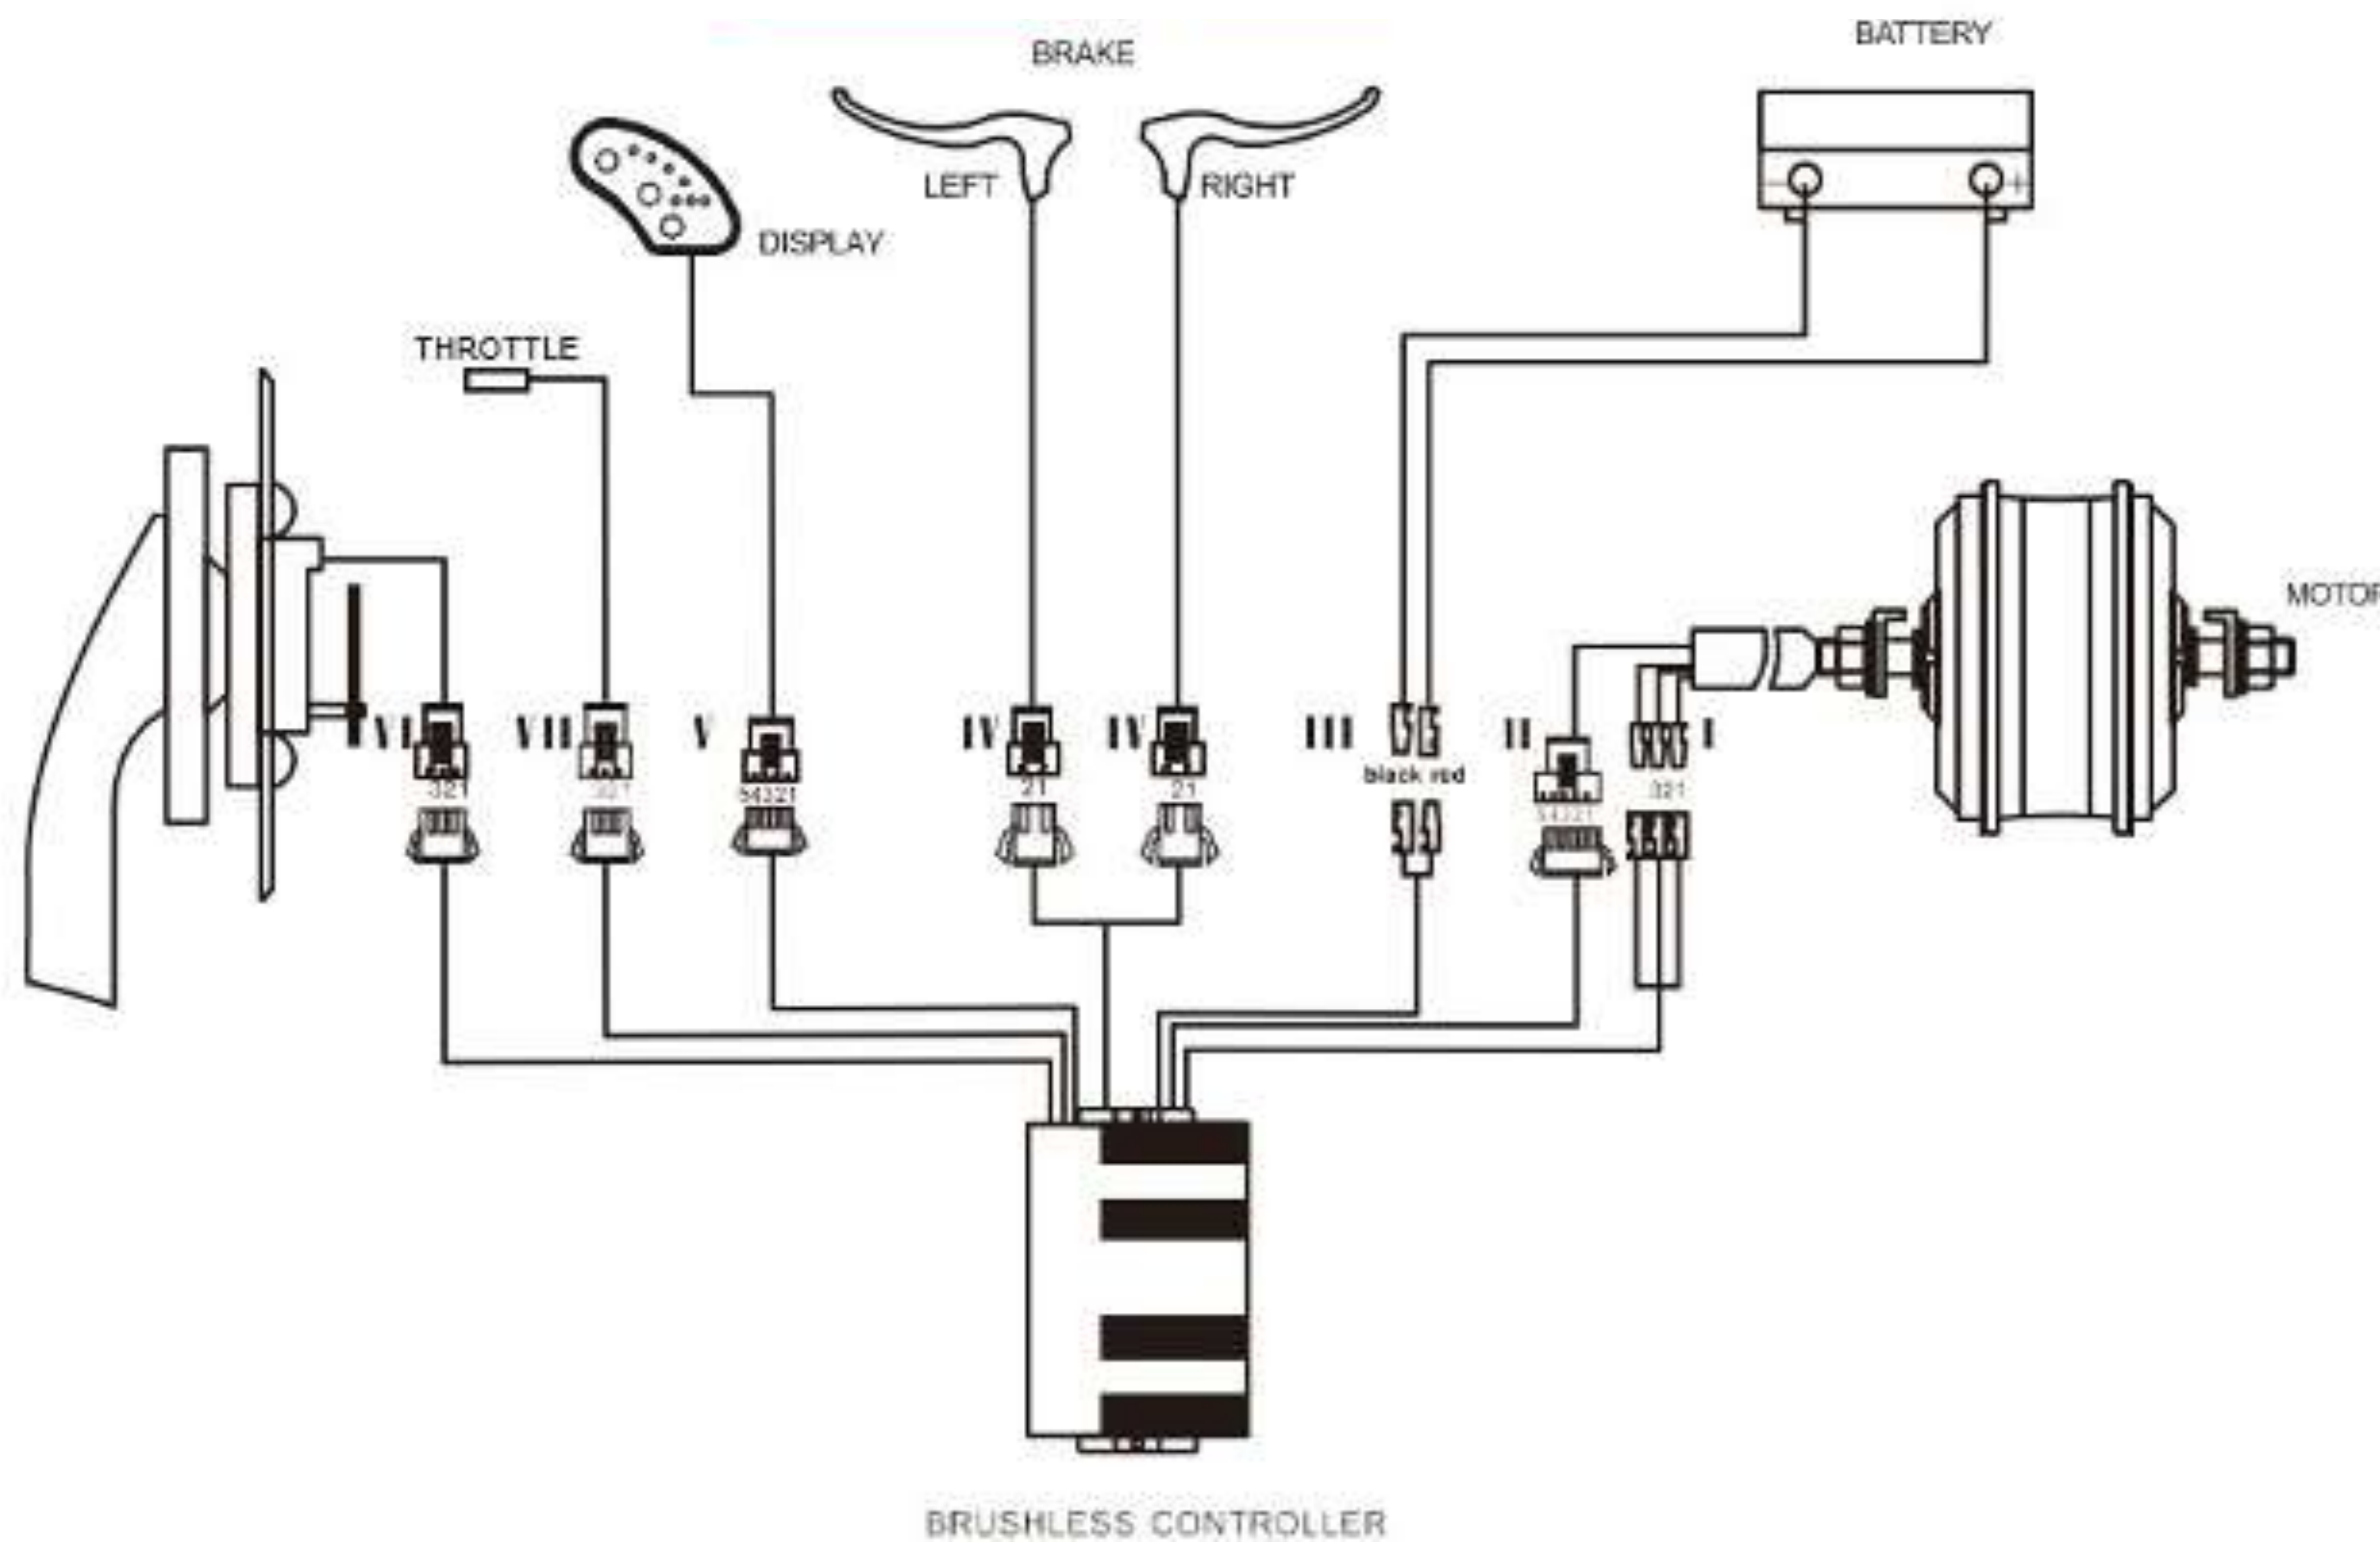 BATTERY
BRAKE
LEFT
RIGHT
DISPLAY
THROTTLE
MOTOR
VI
VII
V
IV
IV
III
II
I
black red
321
321
54321
21
21
54321
321
BRUSHLESS CONTROLLER